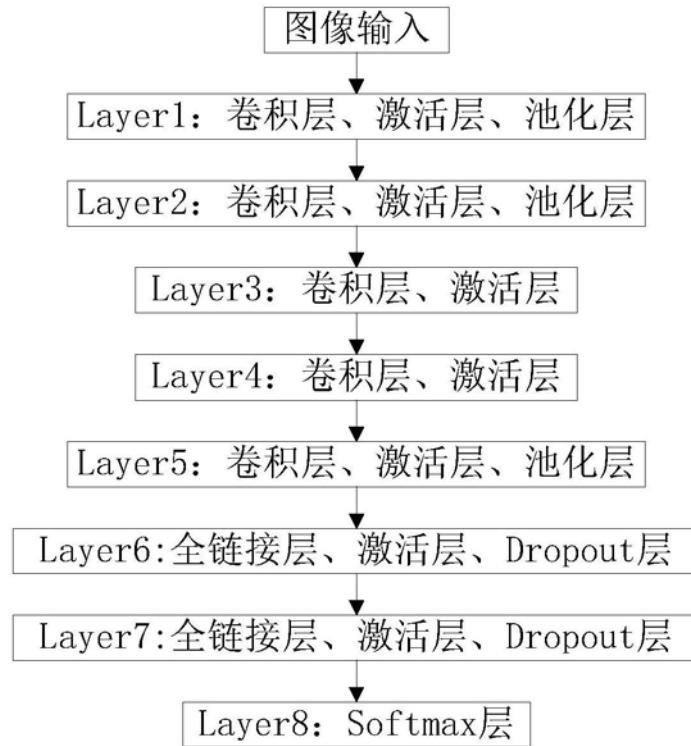 图像输入
Layer1：卷积层、激活层、池化层
Layer2：卷积层、激活层、池化层
Layer3：卷积层、激活层
Layer4：卷积层、激活层
Layer5：卷积层、激活层、池化层
Layer6:全链接层、激活层、Dropout层
Layer7:全链接层、激活层、Dropout层
Layer8：Softmax层